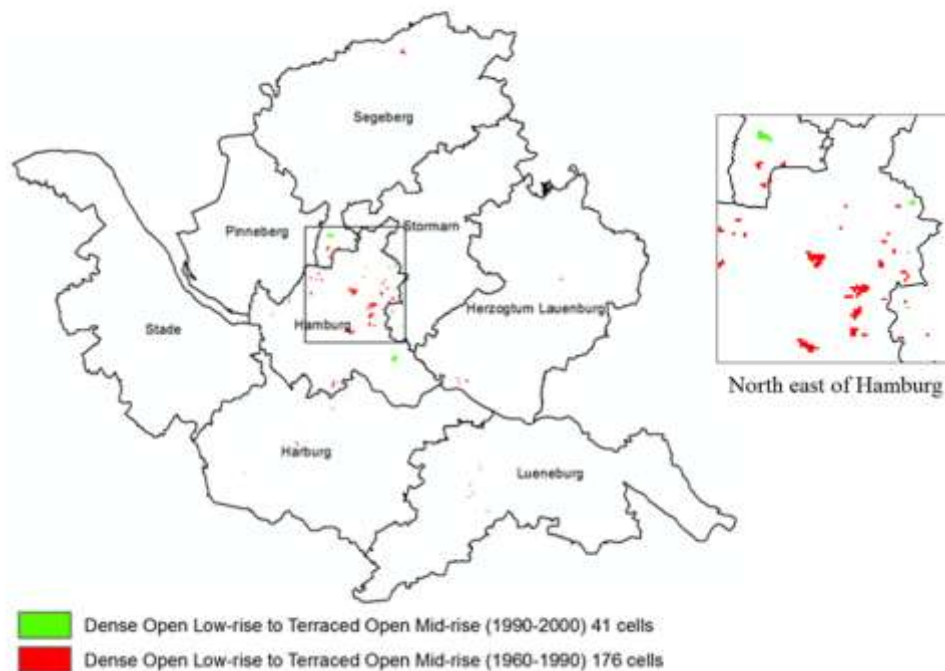 Segeberg
Pinneberg
Stormarn
Herzogtum Lauenburg
Stade
Hamburg
North east of Hamburg
Harburg
Lueneburg
Dense Open Low-rise to Terraced Open Mid-rise (1990-2000) 41 cells
Dense Open Low-rise to Terraced Open Mid-rise (1960-1990) 176 cells